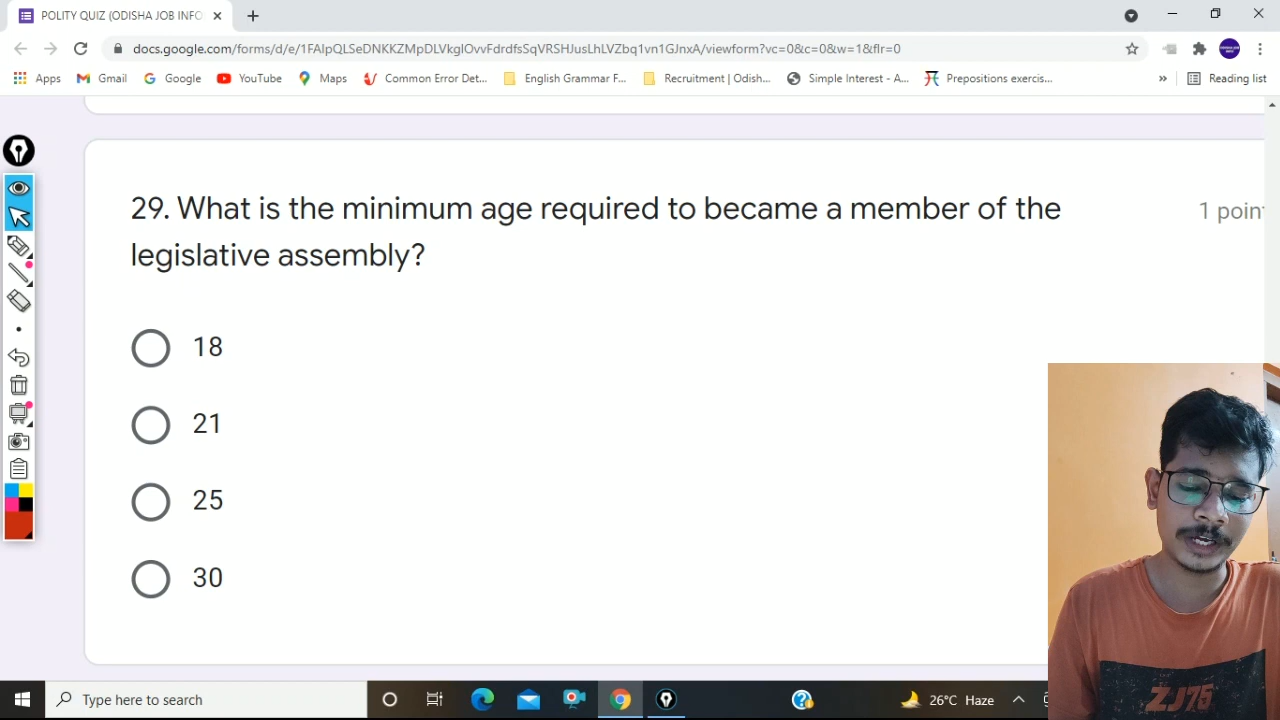 POLITY QUIZ (ODISHA JOB INFO
docs.google.com/forms/d/e/1FAIpQLSeDNKKZMpDLVkglOvvFdrdfsSqVRSHJusLhLVZbq1vn1GJnxA/viewform?vc=0&c=0&w=1&flr=0
Apps Gmail Google YouTube Maps Common Error Det... English Grammar F... Recruitment | Odish... Simple Interest - A... Prepositions exercis... » Reading list
29. What is the minimum age required to became a member of the legislative assembly?
1 poin
18
21
25
30
ZJ75
Type here to search
26°C Haze